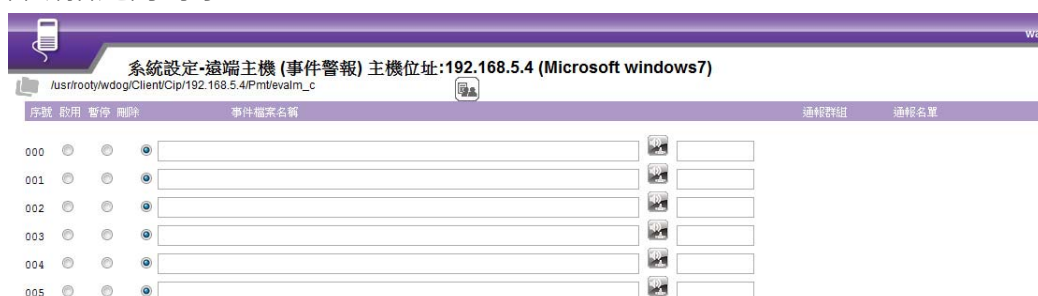 系統設定-遠端主機 (事件警報) 主機位址:192.168.5.4 (Microsoft windows7)
/usr/rooty/wdog/Client/Cip/192.168.5.4/Pmt/evalm_c
序號 啟用 暫停 刪除 事件檔案名稱 通報群組 通報名單
000
001
002
003
004
005